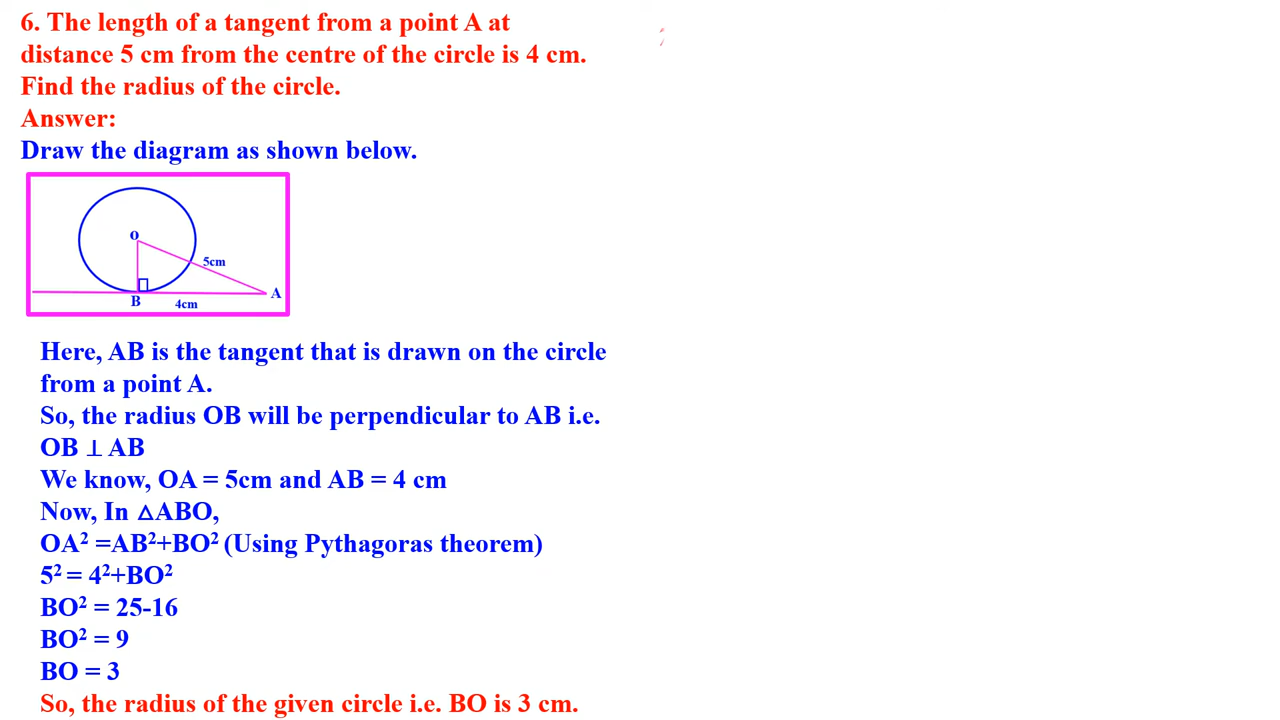 6. The length of a tangent from a point A at
distance 5 cm from the centre of the circle is 4 cm.
Find the radius of the circle.
Answer:
Draw the diagram as shown below.
O
5cm
A
B
4cm
Here, AB is the tangent that is drawn on the circle
from a point A.
So, the radius OB will be perpendicular to AB i.e.
OB ⊥ AB
We know, OA = 5cm and AB = 4 cm
Now, In △ABO,
OA² =AB²+BO² (Using Pythagoras theorem)
5² = 4²+BO²
BO² = 25-16
BO² = 9
BO = 3
So, the radius of the given circle i.e. BO is 3 cm.